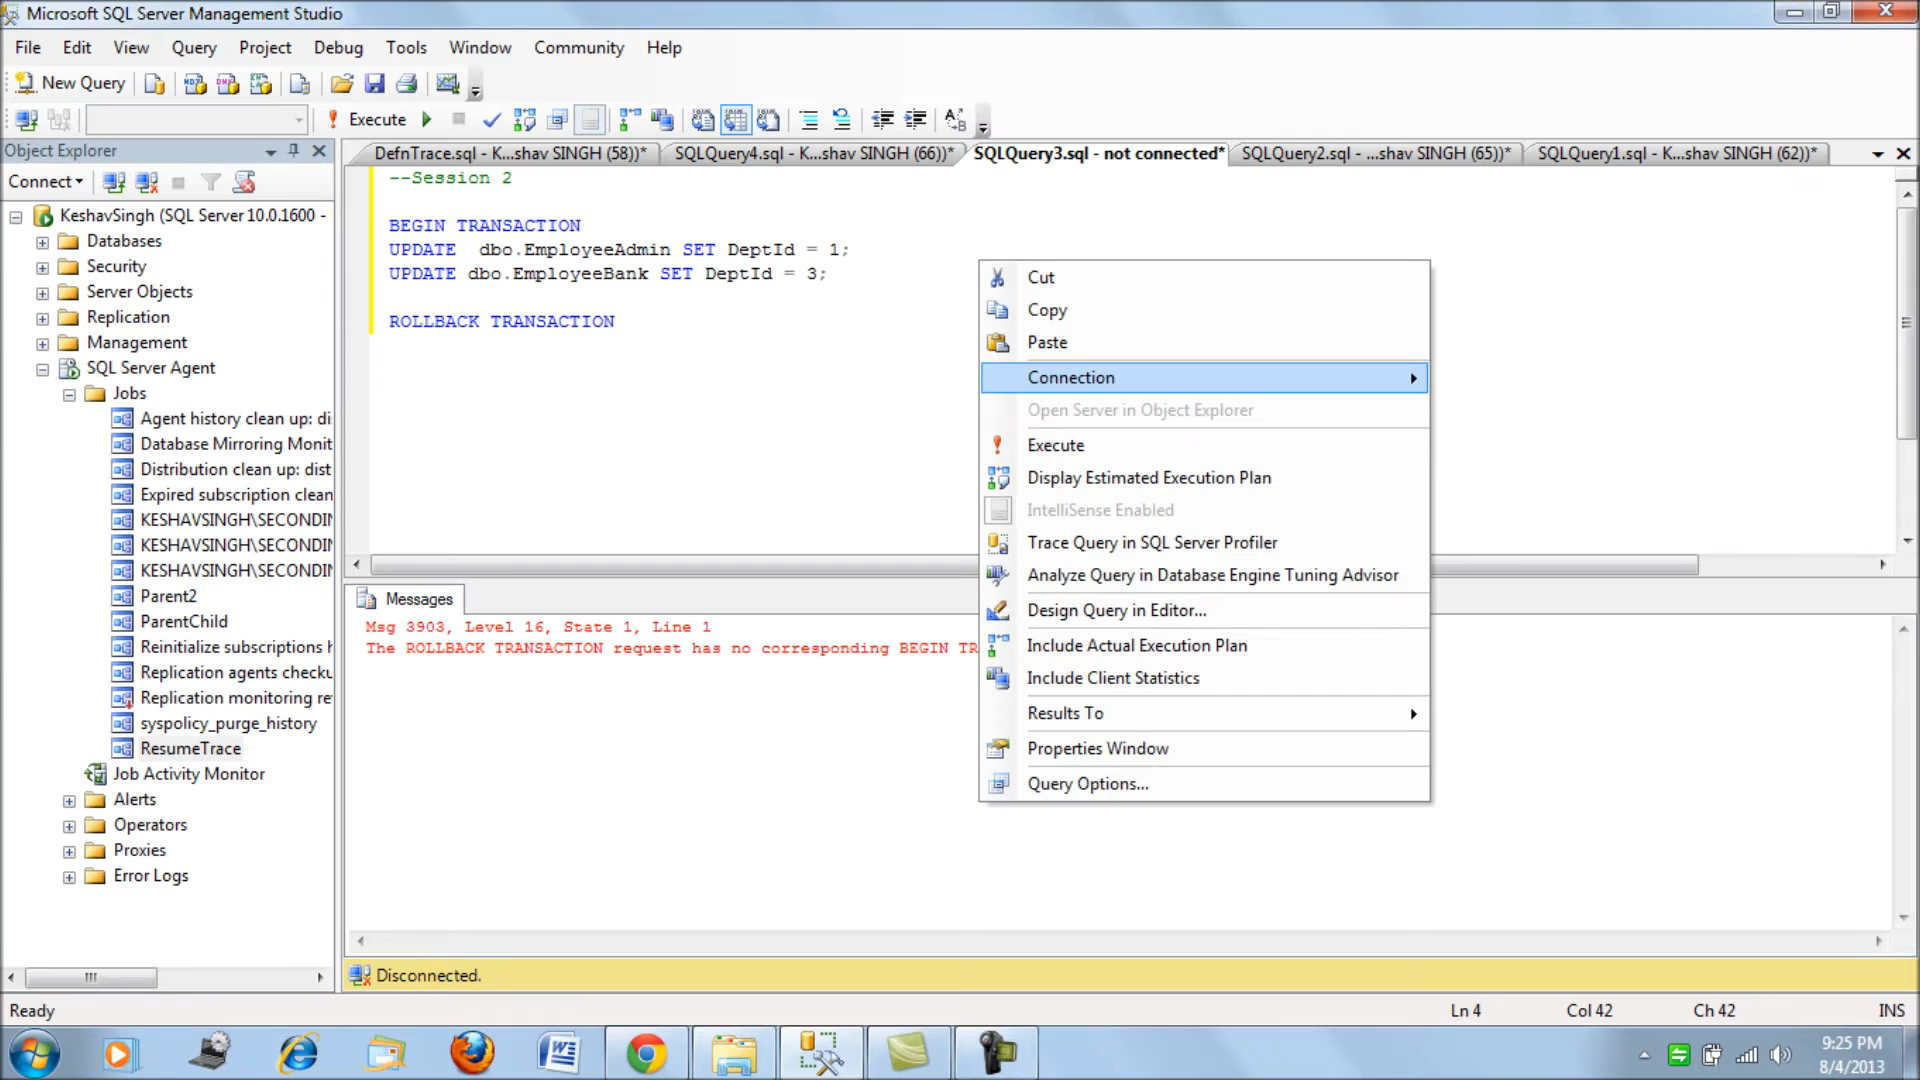 Microsoft SQL Server Management Studio
File Edit View Query Project Debug Tools Window Community Help
New Query
Execute
Object Explorer
DefnTrace.sql - K...shav SINGH (58))* SQLQuery4.sql - K...shav SINGH (66))* SQLQuery3.sql - not connected* SQLQuery2.sql - ...shav SINGH (65))* SQLQuery1.sql - K...shav SINGH (62))*
Connect
KeshavSingh (SQL Server 10.0.1600 -
Databases
Security
Server Objects
Replication
Management
SQL Server Agent
Jobs
Agent history clean up: di
Database Mirroring Monit
Distribution clean up: dist
Expired subscription clean
KESHAVSINGH\SECONDIN
KESHAVSINGH\SECONDIN
KESHAVSINGH\SECONDIN
Parent2
ParentChild
Reinitialize subscriptions h
Replication agents checku
Replication monitoring re
syspolicy_purge_history
ResumeTrace
Job Activity Monitor
Alerts
Operators
Proxies
Error Logs
--Session 2
BEGIN TRANSACTION
UPDATE dbo.EmployeeAdmin SET DeptId = 1;
UPDATE dbo.EmployeeBank SET DeptId = 3;
ROLLBACK TRANSACTION
Cut
Copy
Paste
Connection
Open Server in Object Explorer
Execute
Display Estimated Execution Plan
IntelliSense Enabled
Trace Query in SQL Server Profiler
Analyze Query in Database Engine Tuning Advisor
Design Query in Editor...
Include Actual Execution Plan
Include Client Statistics
Results To
Properties Window
Query Options...
Messages
Msg 3903, Level 16, State 1, Line 1
The ROLLBACK TRANSACTION request has no corresponding BEGIN TR
Disconnected.
Ready Ln 4 Col 42 Ch 42 INS
9:25 PM
8/4/2013